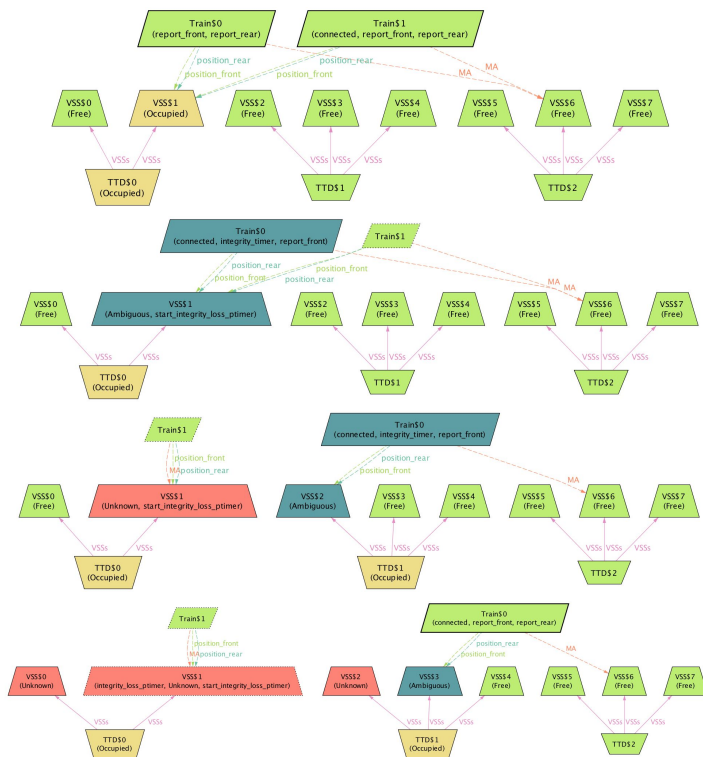 Train$0
(report_front, report_rear)
Train$1
(connected, report_front, report_rear)
position_rear
position_front
position_rear
position_front
MA
MA
VSS$0
(Free)
VSS$1
(Occupied)
VSS$2
(Free)
VSS$3
(Free)
VSS$4
(Free)
VSS$5
(Free)
VSS$6
(Free)
VSS$7
(Free)
VSSs
VSSs
VSSs
VSSs
VSSs
VSSs
VSSs
VSSs
TTD$0
(Occupied)
TTD$1
TTD$2
Train$0
(connected, integrity_timer, report_front)
Train$1
position_rear
position_front
position_front
position_rear
MA
MA
VSS$0
(Free)
VSS$1
(Ambiguous, start_integrity_loss_ptimer)
VSS$2
(Free)
VSS$3
(Free)
VSS$4
(Free)
VSS$5
(Free)
VSS$6
(Free)
VSS$7
(Free)
VSSs
VSSs
VSSs
VSSs
VSSs
VSSs
VSSs
VSSs
TTD$0
(Occupied)
TTD$1
TTD$2
Train$1
Train$0
(connected, integrity_timer, report_front)
position_front
MA
position_rear
position_rear
position_front
MA
VSS$0
(Free)
VSS$1
(Unknown, start_integrity_loss_ptimer)
VSS$2
(Ambiguous)
VSS$3
(Free)
VSS$4
(Free)
VSS$5
(Free)
VSS$6
(Free)
VSS$7
(Free)
VSSs
VSSs
VSSs
VSSs
VSSs
VSSs
VSSs
VSSs
TTD$0
(Occupied)
TTD$1
(Occupied)
TTD$2
Train$1
Train$0
(connected, report_front, report_rear)
position_front
MA
position_rear
position_rear
position_front
MA
VSS$0
(Unknown)
VSS$1
(integrity_loss_ptimer, Unknown, start_integrity_loss_ptimer)
VSS$2
(Unknown)
VSS$3
(Ambiguous)
VSS$4
(Free)
VSS$5
(Free)
VSS$6
(Free)
VSS$7
(Free)
VSSs
VSSs
VSSs
VSSs
VSSs
VSSs
VSSs
VSSs
TTD$0
(Occupied)
TTD$1
(Occupied)
TTD$2